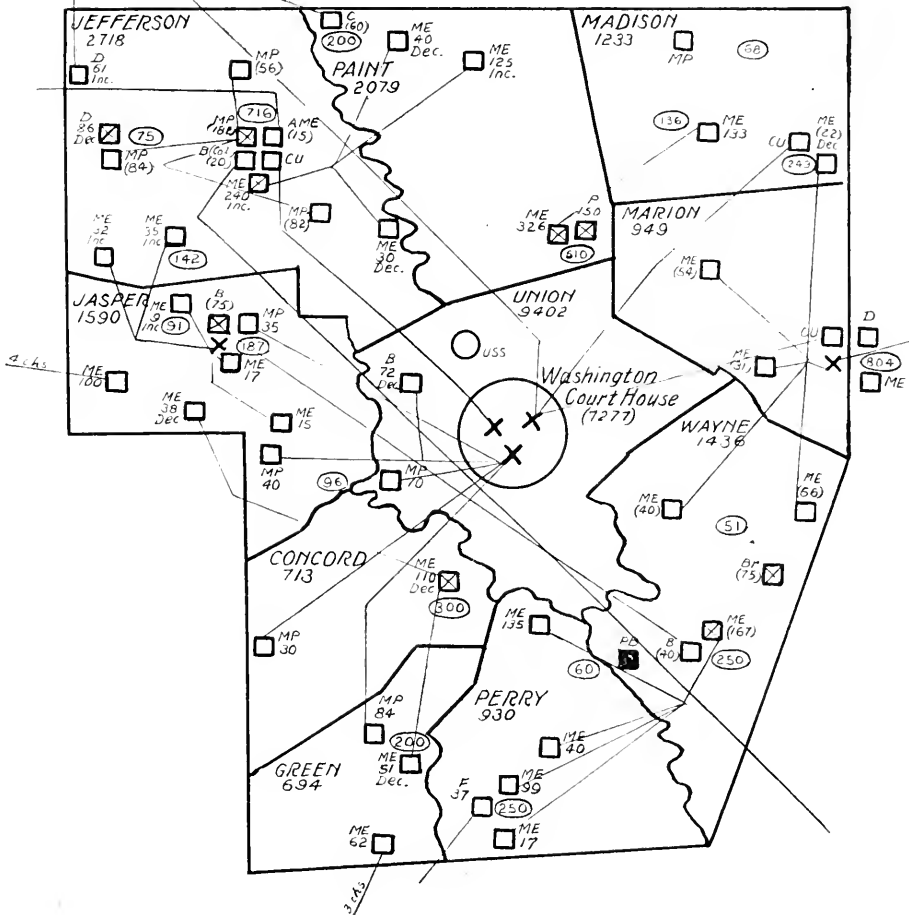 JEFFERSON
2718
C
(60)
200
ME
40
Dec.
ME
125
Inc.
PAINT
2079
MADISON
1233
MP
68
D
61
Inc.
MP
(56)
716
D
86
Dec
75
MP
(84)
MP
(188)
AME
(15)
B(Col.)
(20)
CU
ME
240
Inc.
MP
(82)
136
ME
133
CU
ME
(22)
Dec
243
ME
32
Inc
ME
35
Inc
142
ME
30
Dec.
ME
326
P
150
610
MARION
949
ME
(54)
JASPER
1590
ME
9
Inc
91
B
(75)
MP
35
187
ME
17
UNION
9402
USS
CU
D
804
ME
ME
(31)
4 chs
ME
100
ME
38
Dec
ME
15
B
72
Dec
Washington
Court House
(7277)
WAYNE
1436
MP
40
96
MP
70
ME
(40)
51
ME
(66)
CONCORD
713
ME
110
Dec
300
Br
(75)
MP
30
ME
135
PB
60
B
(40)
ME
(167)
250
PERRY
930
MP
84
200
ME
51
Dec.
GREEN
694
ME
40
F
37
ME
99
250
ME
17
ME
62
3 chs